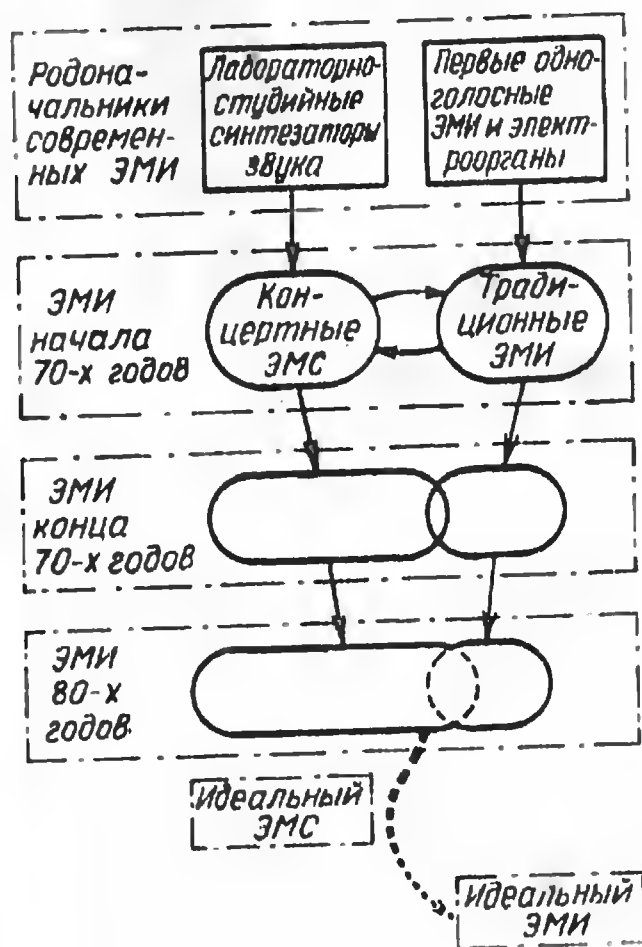 Родона-
чальники
современ-
ных ЭМИ
Лабораторно-
студийные
синтезаторы
звука
Первые одно-
голосные
ЭМИ и элект-
роорганы
ЭМИ
начала
70-х годов
Кон-
цертные
ЭМС
Тради-
ционные
ЭМИ
ЭМИ
конца
70-х годов
ЭМИ
80-х
годов
Идеальный
ЭМС
Идеальный
ЭМИ